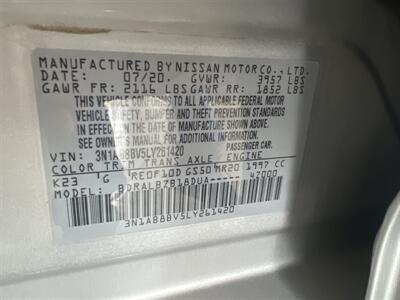 MANUFACTURED BY NISSAN MOTOR CO., LTD.
DATE: 07/20. GVWR: 3957 LBS
GAWR FR: 2116 LBS GAWR RR: 1852 LBS
THIS VEHICLE CONFORMS TO ALL APPLICABLE FEDERAL MOTOR
VEHICLE SAFETY, BUMPER AND THEFT PREVENTION STANDARDS
IN EFFECT ON THE DATE OF MANUFACTURE SHOWN ABOVE.
SEE OWNERS MANUAL FOR ADDITIONAL INFORMATION
VIN: 3N1AB8BV5LY261420 PASSENGER CAR.
COLOR TRIM TRANS AXLE ENGINE
K23 G RE0F10D GS50 MR20 1997 CC
MODEL: BDRALBZB18DUA----- 47000
3N1AB8BV5LY261420